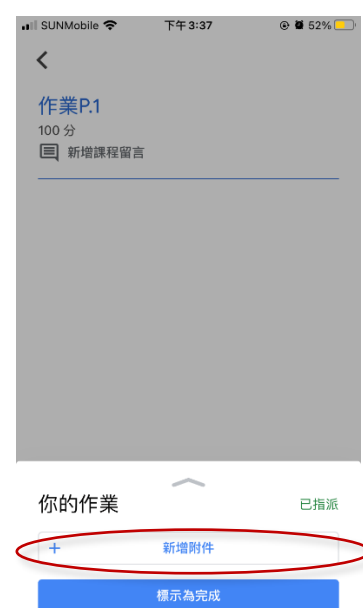 SUNMobile 下午 3:37 52%
作業P.1
100 分
新增課程留言
你的作業 已指派
+ 新增附件
標示為完成